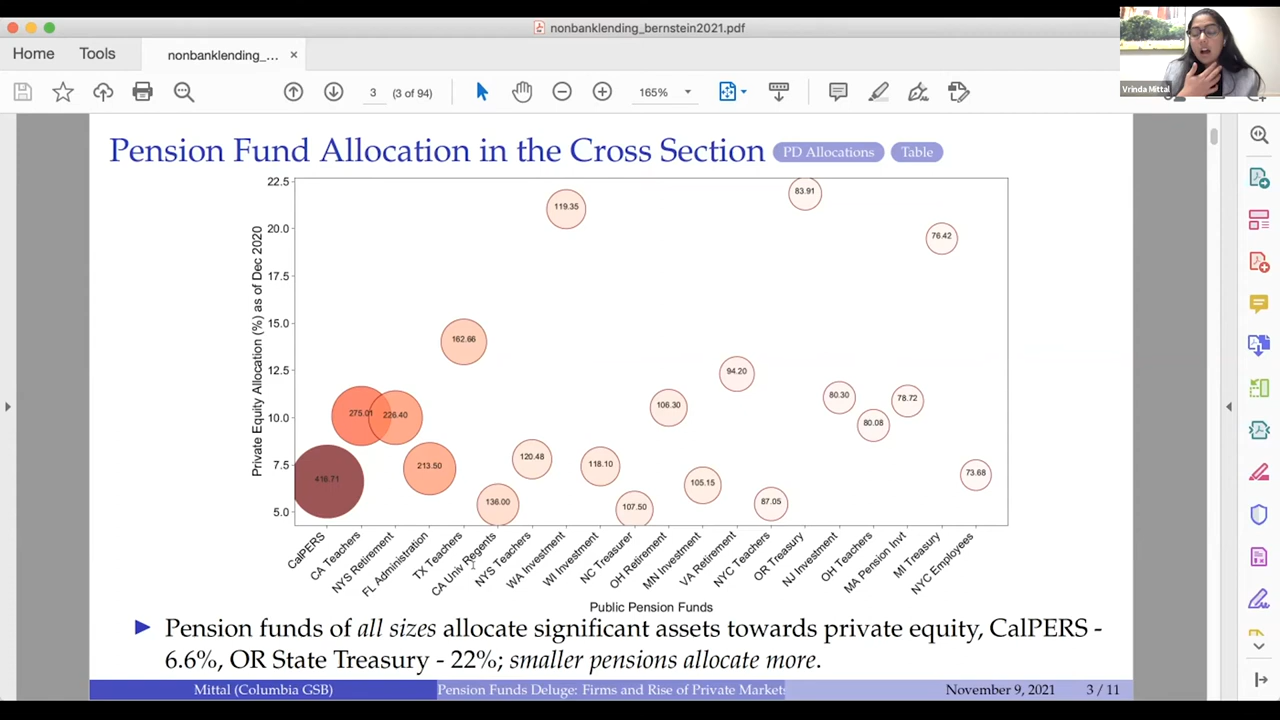 nonbanklending_bernstein2021.pdf
Home
Tools
nonbanklending_...
×
3
(3 of 94)
165%
Vrinda Mittal
Pension Fund Allocation in the Cross Section
PD Allocations
Table
Private Equity Allocation (%) as of Dec 2020
22.5
20.0
17.5
15.0
12.5
10.0
7.5
5.0
416.71
275.01
226.40
213.50
162.66
136.00
120.48
119.35
118.10
107.50
106.30
105.15
94.20
87.05
83.91
80.30
80.08
78.72
76.42
73.68
CalPERS
CA Teachers
NYS Retirement
FL Administration
TX Teachers
CA Univ Regents
NYS Teachers
WA Investment
WI Investment
NC Treasurer
OH Retirement
MN Investment
VA Retirement
NYC Teachers
OR Treasury
NJ Investment
OH Teachers
MA Pension Invt
MI Treasury
NYC Employees
Public Pension Funds
Pension funds of all sizes allocate significant assets towards private equity, CalPERS -
6.6%, OR State Treasury - 22%; smaller pensions allocate more.
Mittal (Columbia GSB)
Pension Funds Deluge: Firms and Rise of Private Markets
November 9, 2021
3 / 11